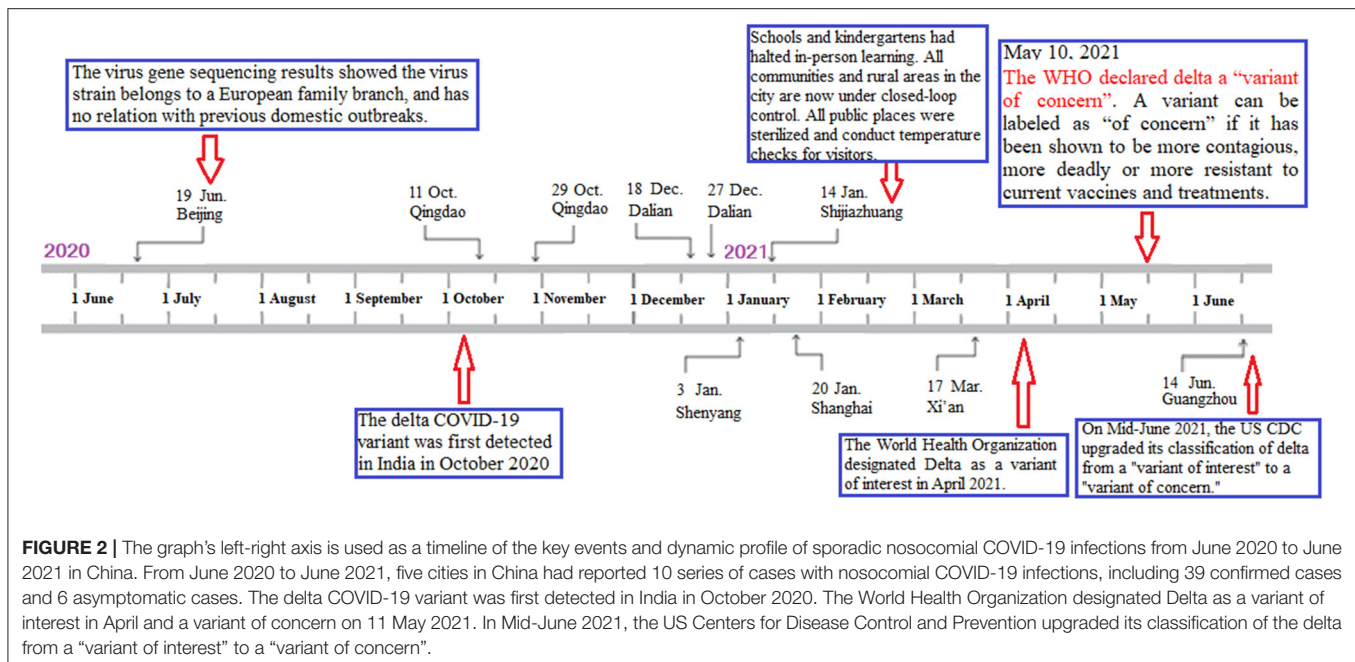 The virus gene sequencing results showed the virus
strain belongs to a European family branch, and has
no relation with previous domestic outbreaks.
Schools and kindergartens had
halted in-person learning. All
communities and rural areas in the
city are now under closed-loop
control. All public places were
sterilized and conduct temperature
checks for visitors.
May 10, 2021
The WHO declared delta a “variant
of concern”. A variant can be
labeled as “of concern” if it has
been shown to be more contagious,
more deadly or more resistant to
current vaccines and treatments.
19 Jun.
Beijing
11 Oct.
Qingdao
29 Oct.
Qingdao
18 Dec.
Dalian
27 Dec.
Dalian
14 Jan.
Shijiazhuang
2020
2021
1 June
1 July
1 August
1 September
1 October
1 November
1 December
1 January
1 February
1 March
1 April
1 May
1 June
3 Jan.
Shenyang
20 Jan.
Shanghai
17 Mar.
Xi’an
14 Jun.
Guangzhou
The delta COVID-19
variant was first detected
in India in October 2020
The World Health Organization
designated Delta as a variant
of interest in April 2021.
On Mid-June 2021, the US CDC
upgraded its classification of delta
from a "variant of interest" to a
"variant of concern."
FIGURE 2 | The graph’s left-right axis is used as a timeline of the key events and dynamic profile of sporadic nosocomial COVID-19 infections from June 2020 to June
2021 in China. From June 2020 to June 2021, five cities in China had reported 10 series of cases with nosocomial COVID-19 infections, including 39 confirmed cases
and 6 asymptomatic cases. The delta COVID-19 variant was first detected in India in October 2020. The World Health Organization designated Delta as a variant of
interest in April and a variant of concern on 11 May 2021. In Mid-June 2021, the US Centers for Disease Control and Prevention upgraded its classification of the delta
from a “variant of interest” to a “variant of concern”.